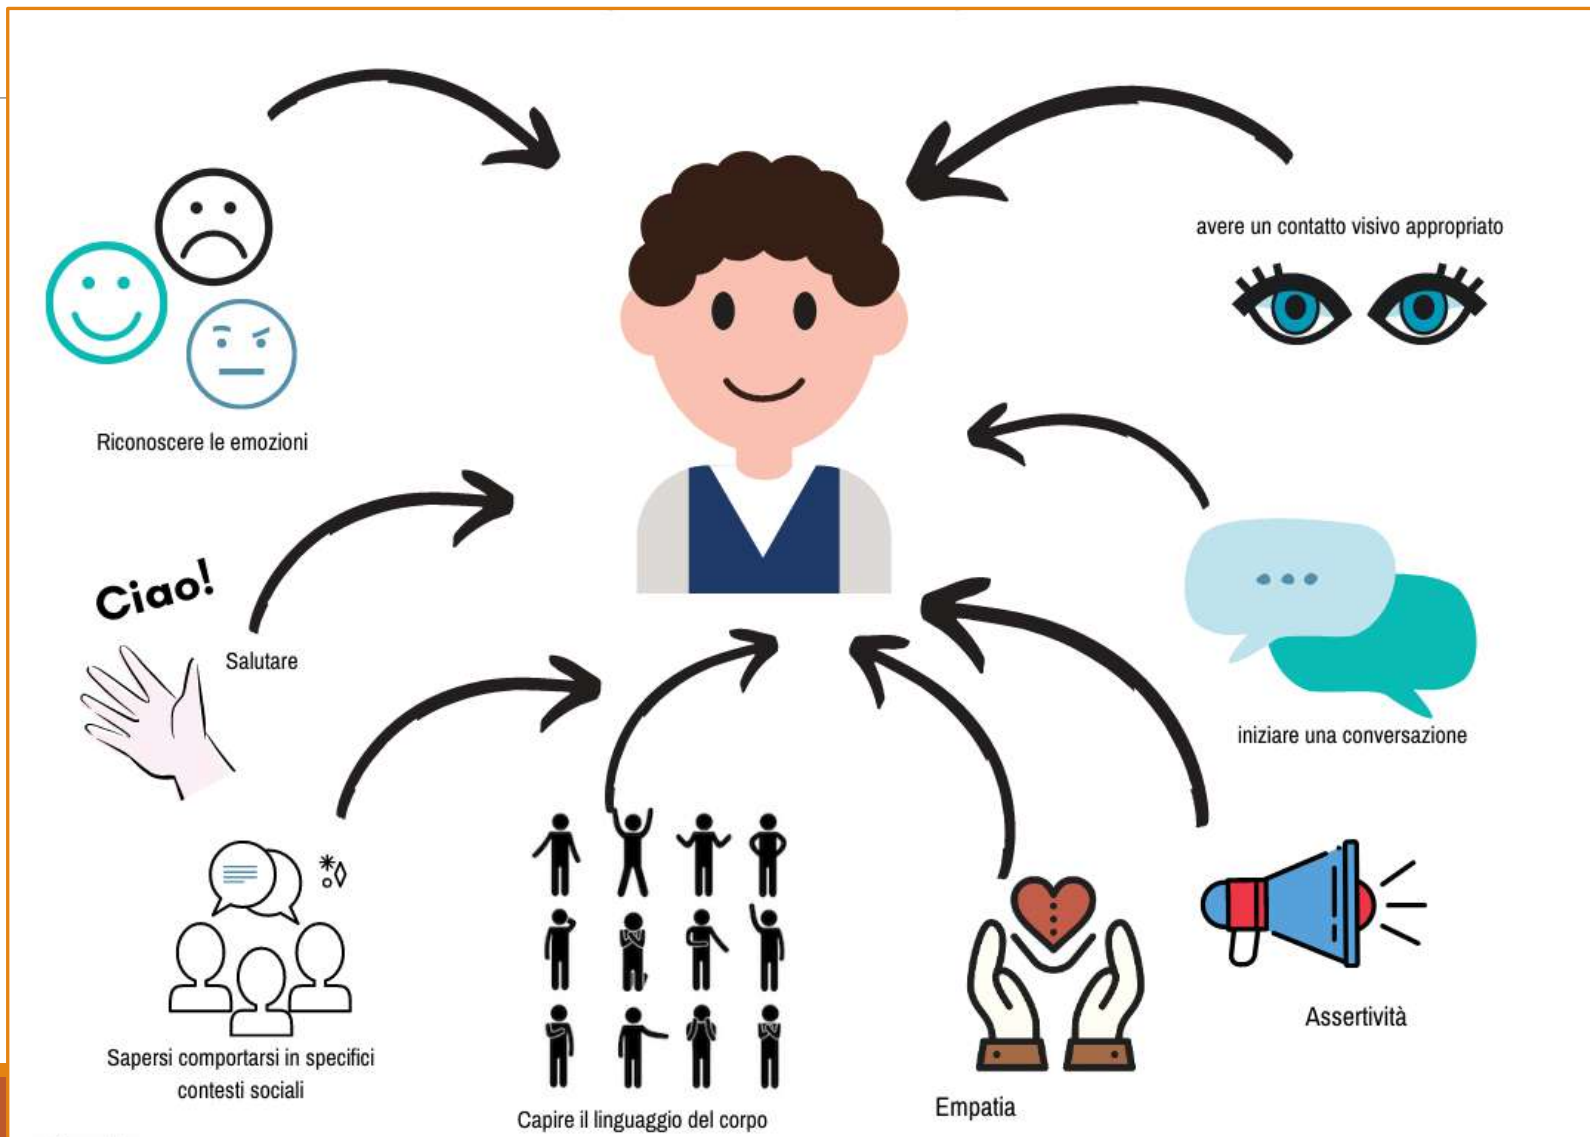 avere un contatto visivo appropriato
Riconoscere le emozioni
Ciao!
Salutare
iniziare una conversazione
Sapersi comportarsi in specifici
contesti sociali
Capire il linguaggio del corpo
Empatia
Assertività